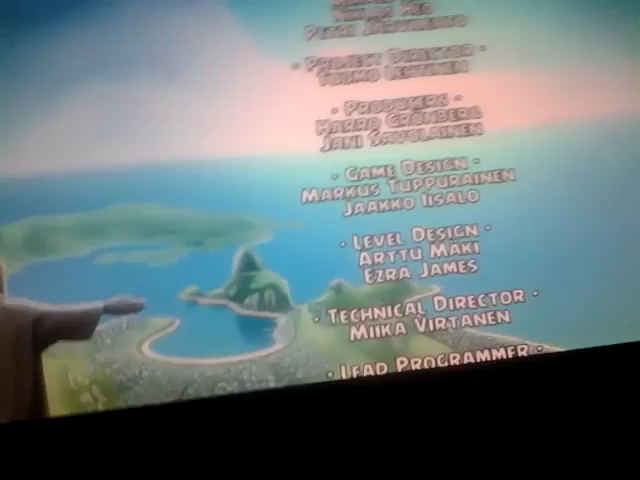 - Project Director -
- Producers -
Harro Grönberg
Jani Savolainen
- Game Design -
Markus Tuppurainen
Jaakko Iisalo
- Level Design -
Arttu Mäki
Ezra James
- Technical Director -
Miika Virtanen
- Lead Programmer -